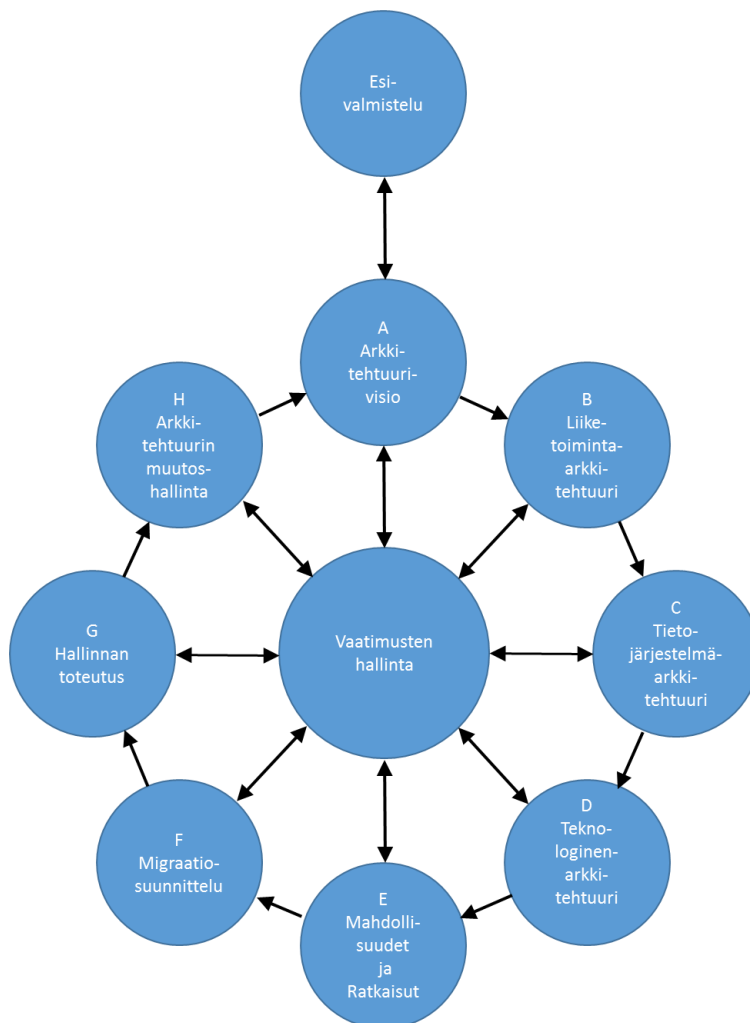 Esi-
valmistelu
A
Arkki-
tehtuuri-
visio
B
Liike-
toiminta-
arkki-
tehtuuri
C
Tieto-
järjestelmä-
arkki-
tehtuuri
D
Tekno-
loginen-
arkki-
tehtuuri
E
Mahdolli-
suudet
ja
Ratkaisut
F
Migraatio-
suunnittelu
G
Hallinnan
toteutus
H
Arkki-
tehtuurin
muutos-
hallinta
Vaatimusten
hallinta